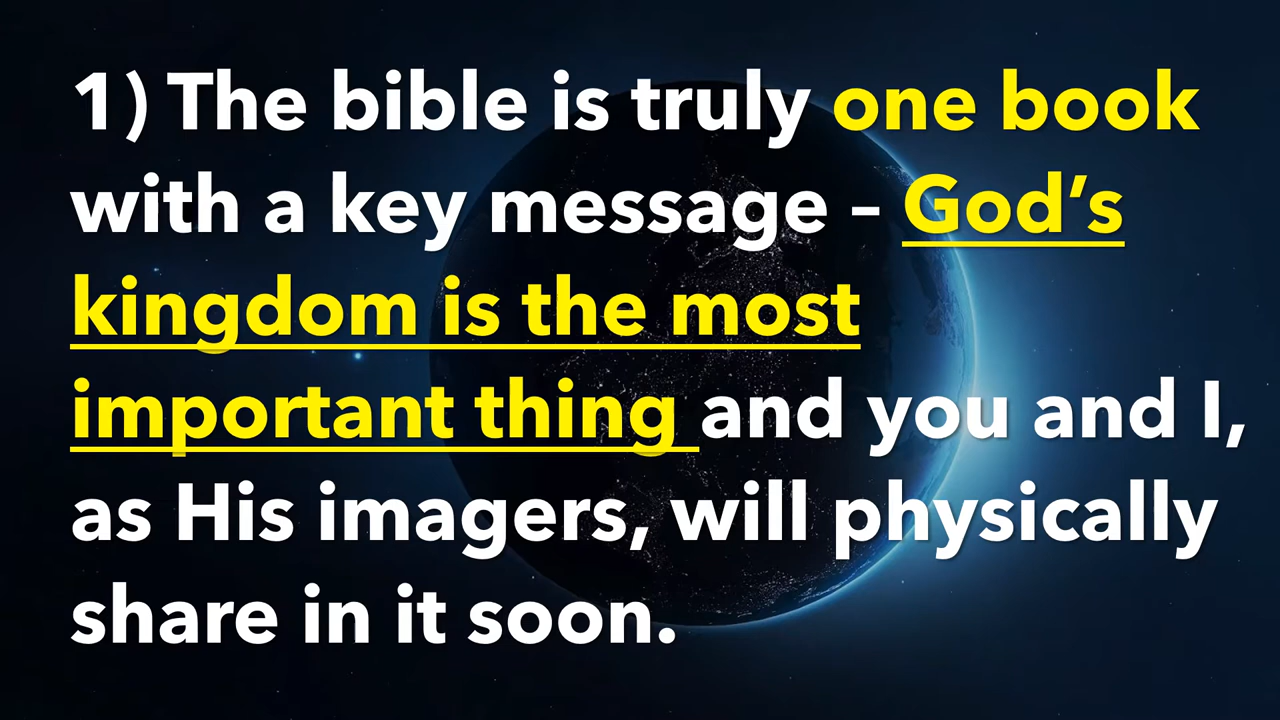 1) The bible is truly one book
with a key message – God’s
kingdom is the most
important thing and you and I,
as His imagers, will physically
share in it soon.